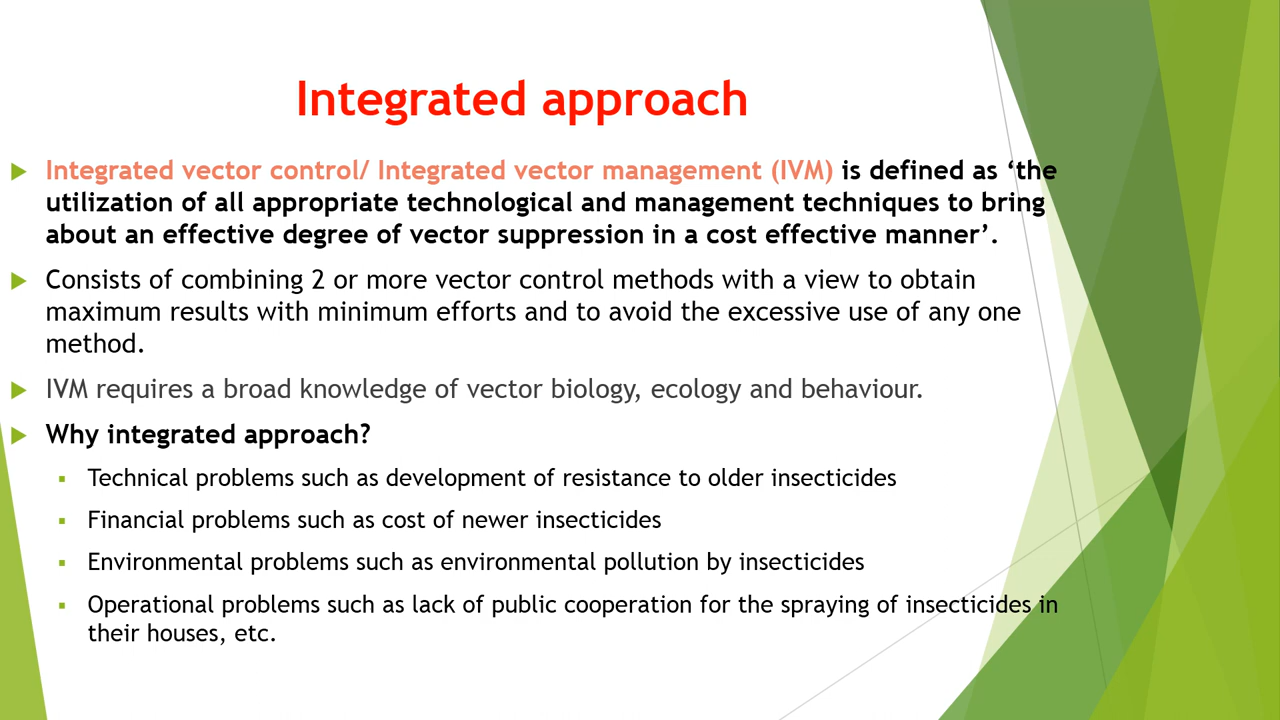 Integrated approach
Integrated vector control/ Integrated vector management (IVM) is defined as ‘the
utilization of all appropriate technological and management techniques to bring
about an effective degree of vector suppression in a cost effective manner’.
Consists of combining 2 or more vector control methods with a view to obtain
maximum results with minimum efforts and to avoid the excessive use of any one
method.
IVM requires a broad knowledge of vector biology, ecology and behaviour.
Why integrated approach?
Technical problems such as development of resistance to older insecticides
Financial problems such as cost of newer insecticides
Environmental problems such as environmental pollution by insecticides
Operational problems such as lack of public cooperation for the spraying of insecticides in
their houses, etc.